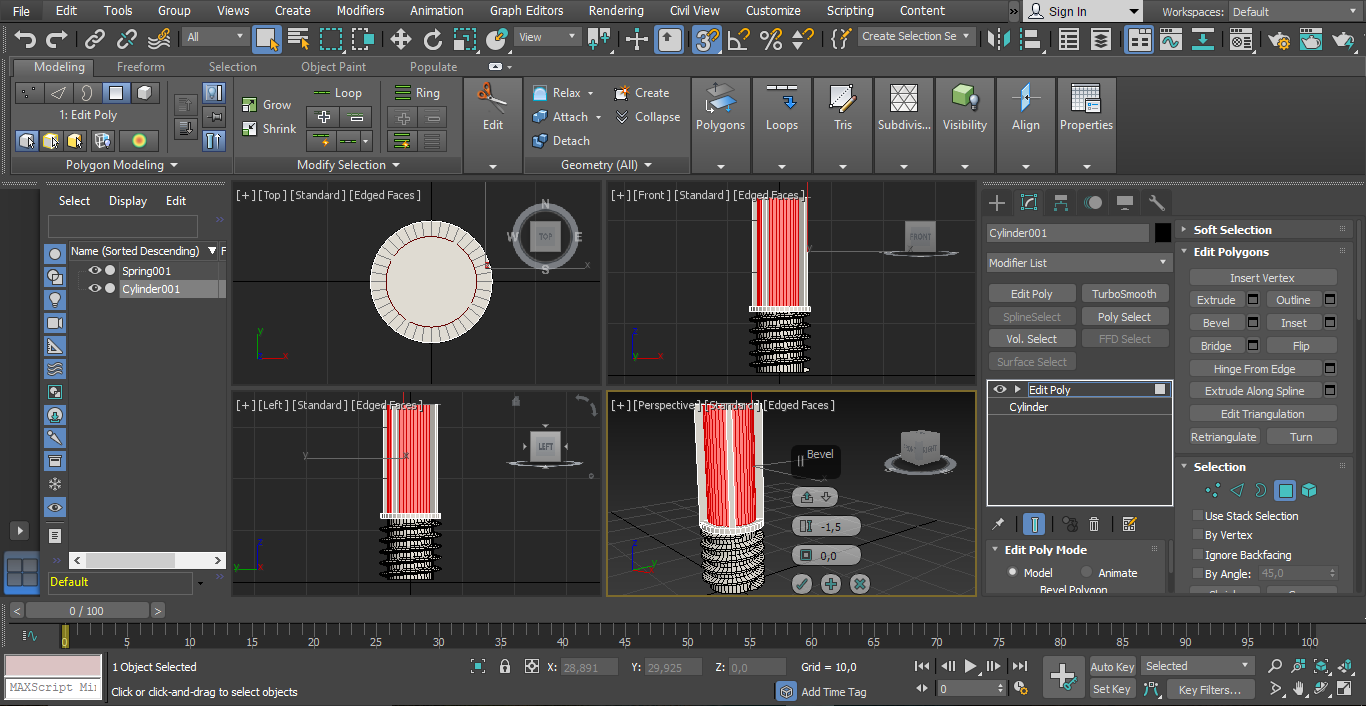 File Edit Tools Group Views Create Modifiers Animation Graph Editors Rendering Civil View Customize Scripting Content » Sign In Workspaces: Default
All View 3 Create Selection Se
Modeling Freeform Selection Object Paint Populate
1: Edit Poly
Polygon Modeling
Grow
Shrink
Loop
Ring
Modify Selection
Edit
Relax
Create
Attach
Collapse
Detach
Geometry (All)
Polygons Loops Tris Subdivis... Visibility Align Properties
Select Display Edit
Name (Sorted Descending) F
Spring001
Cylinder001
Default
[+] [Top] [Standard] [Edged Faces]
N
W TOP E
S
y
x
z x
[+] [Front] [Standard] [Edged Faces]
FRONT
y
z
x
[+] [Left] [Standard] [Edged Faces]
LEFT
y x
z
y
[+] [Perspective] [Standard] [Edged Faces]
Bevel
-1,5
0,0
z
y
Cylinder001
Modifier List
Edit Poly TurboSmooth
SplineSelect Poly Select
Vol. Select FFD Select
Surface Select
Edit Poly
Cylinder
Edit Poly Mode
Model Animate
Bevel Polygon
Soft Selection
Edit Polygons
Insert Vertex
Extrude Outline
Bevel Inset
Bridge Flip
Hinge From Edge
Extrude Along Spline
Edit Triangulation
Retriangulate Turn
Selection
Use Stack Selection
By Vertex
Ignore Backfacing
By Angle: 45,0
< 0 / 100 >
0 5 10 15 20 25 30 35 40 45 50 55 60 65 70 75 80 85 90 95 100
1 Object Selected
X: 28,891 Y: 29,925 Z: 0,0 Grid = 10,0
Auto Key Selected
MAXScript Mi
Click or click-and-drag to select objects
Add Time Tag
0
Set Key Key Filters...